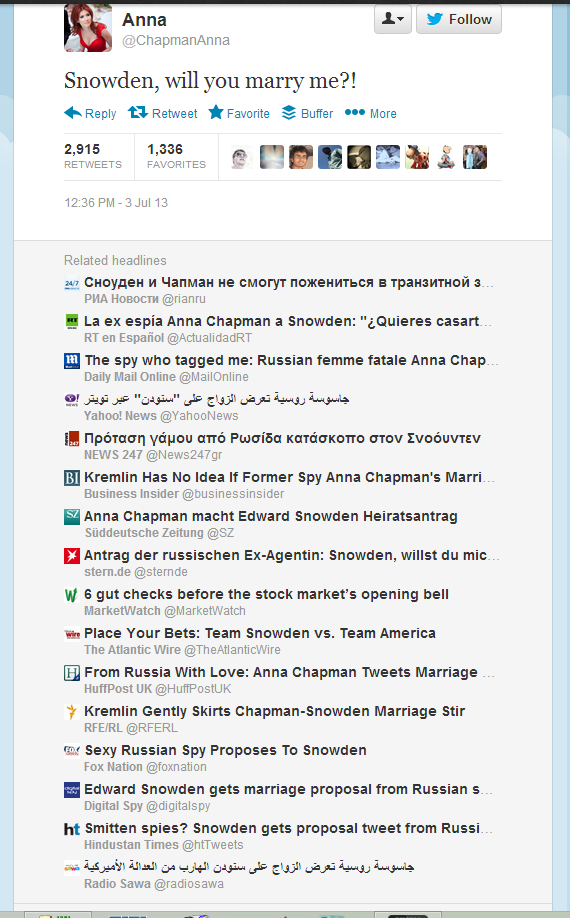 Anna
@ChapmanAnna
Follow
Snowden, will you marry me?!
Reply Retweet Favorite Buffer More
2,915 1,336
RETWEETS FAVORITES
12:36 PM - 3 Jul 13
Related headlines
24/7 Сноуден и Чапман не смогут пожениться в транзитной з…
РИА Новости @rianru
RT La ex espía Anna Chapman a Snowden: "¿Quieres casart…
RT en Español @ActualidadRT
The spy who tagged me: Russian femme fatale Anna Chap…
Daily Mail Online @MailOnline
جاسوسة روسية تعرض الزواج على "سنودن" عبر تويتر
Yahoo! News @YahooNews
Πρόταση γάμου από Ρωσίδα κατάσκοπο στον Σνοόυντεν
NEWS 247 @News247gr
BI Kremlin Has No Idea If Former Spy Anna Chapman's Marri…
Business Insider @businessinsider
SZ Anna Chapman macht Edward Snowden Heiratsantrag
Süddeutsche Zeitung @SZ
Antrag der russischen Ex-Agentin: Snowden, willst du mic…
stern.de @sternde
6 gut checks before the stock market's opening bell
MarketWatch @MarketWatch
wire Place Your Bets: Team Snowden vs. Team America
The Atlantic Wire @TheAtlanticWire
H From Russia With Love: Anna Chapman Tweets Marriage …
HuffPost UK @HuffPostUK
Kremlin Gently Skirts Chapman-Snowden Marriage Stir
RFE/RL @RFERL
Sexy Russian Spy Proposes To Snowden
Fox Nation @foxnation
digital spy Edward Snowden gets marriage proposal from Russian s…
Digital Spy @digitalspy
ht Smitten spies? Snowden gets proposal tweet from Russi…
Hindustan Times @htTweets
جاسوسة روسية تعرض الزواج على سنودن الهارب من العدالة الأميركية
Radio Sawa @radiosawa